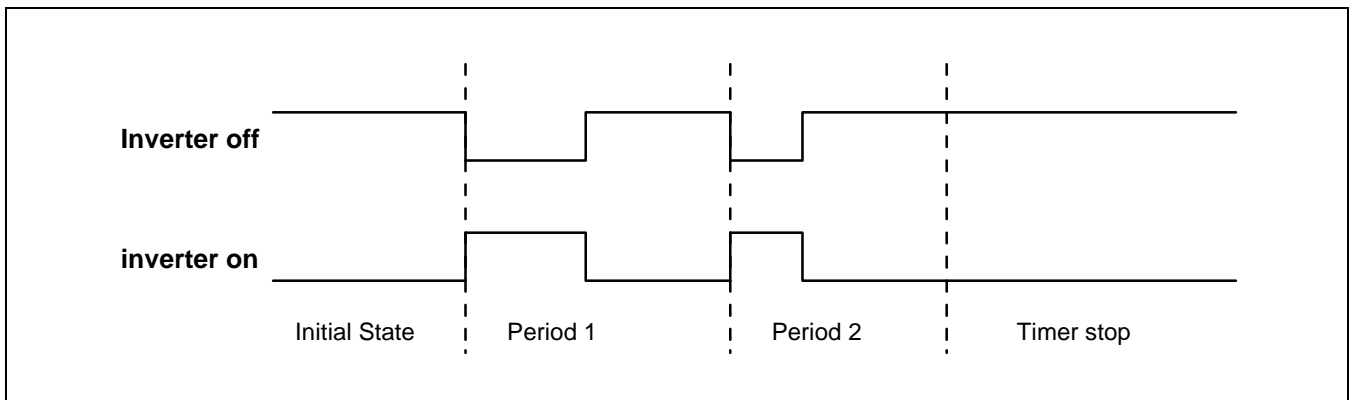 Inverter off
inverter on
Initial State
Period 1
Period 2
Timer stop